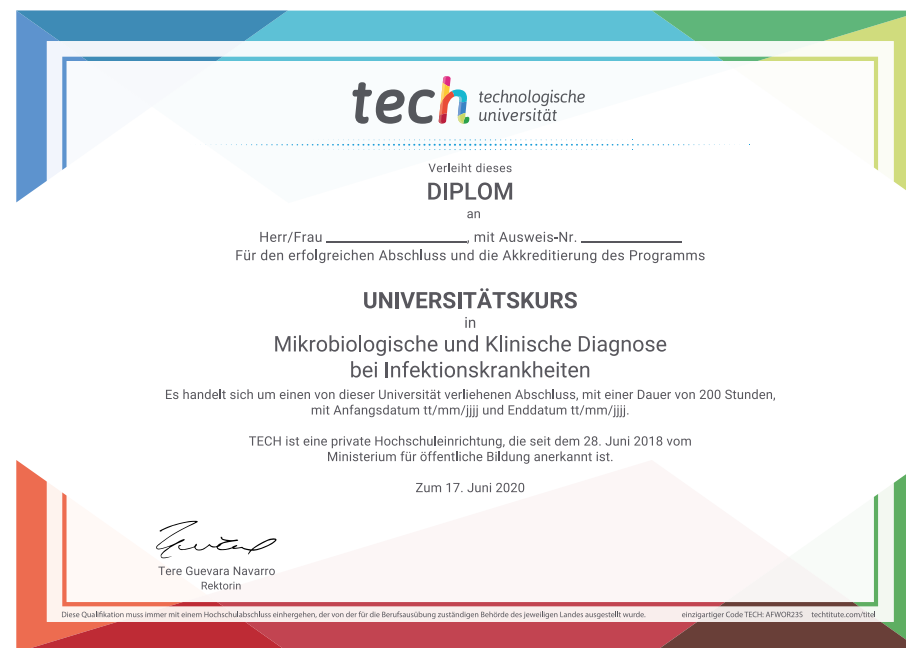 tech technologische
universität
Verleiht dieses
DIPLOM
an
Herr/Frau ____________, mit Ausweis-Nr. ____________
Für den erfolgreichen Abschluss und die Akkreditierung des Programms
UNIVERSITÄTSKURS
in
Mikrobiologische und Klinische Diagnose
bei Infektionskrankheiten
Es handelt sich um einen von dieser Universität verliehenen Abschluss, mit einer Dauer von 200 Stunden,
mit Anfangsdatum tt/mm/jjjj und Enddatum tt/mm/jjjj.
TECH ist eine private Hochschuleinrichtung, die seit dem 28. Juni 2018 vom
Ministerium für öffentliche Bildung anerkannt ist.
Zum 17. Juni 2020
Tere Guevara Navarro
Rektorin
Diese Qualifikation muss immer mit einem Hochschulabschluss einhergehen, der von der für die Berufsausübung zuständigen Behörde des jeweiligen Landes ausgestellt wurde. einzigartiger Code TECH: AFWOR23S techtitute.com/titel